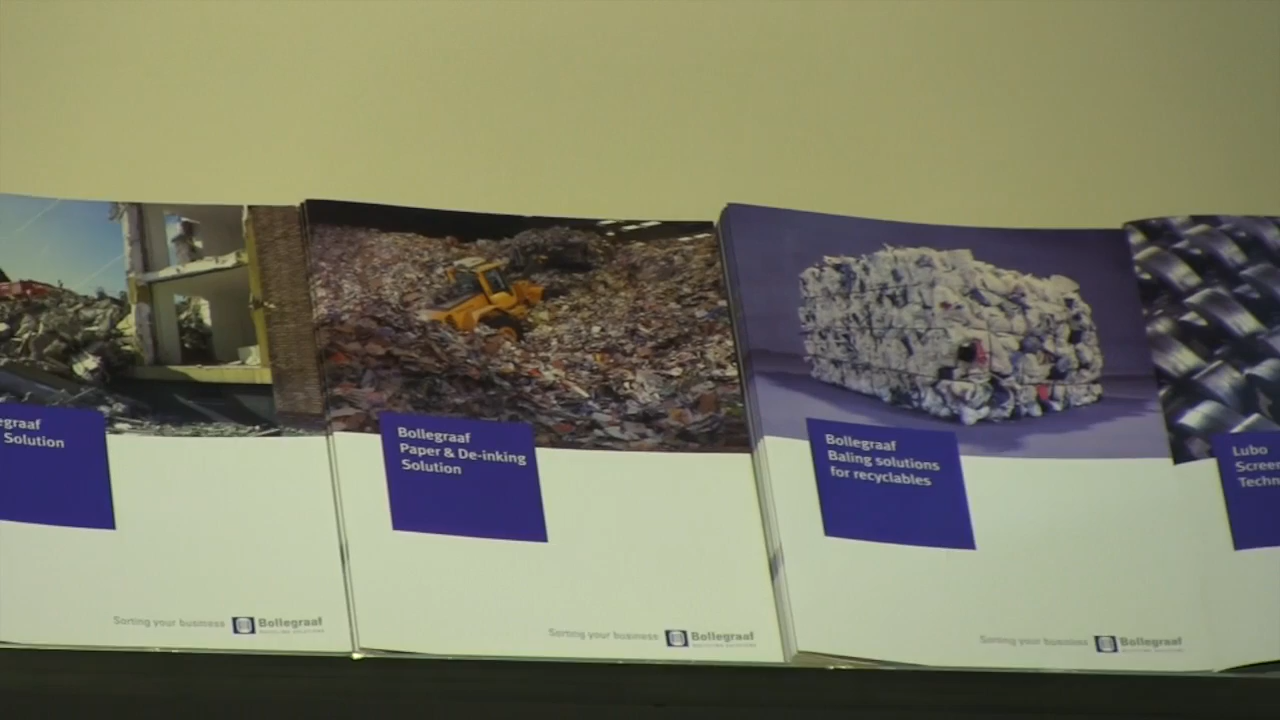 egraaf
Solution
Sorting your business Bollegraaf
Bollegraaf
Paper & De-inking
Solution
Sorting your business Bollegraaf
Bollegraaf
Baling solutions
for recyclables
Sorting your business Bollegraaf
Lubo
Scree
Techn